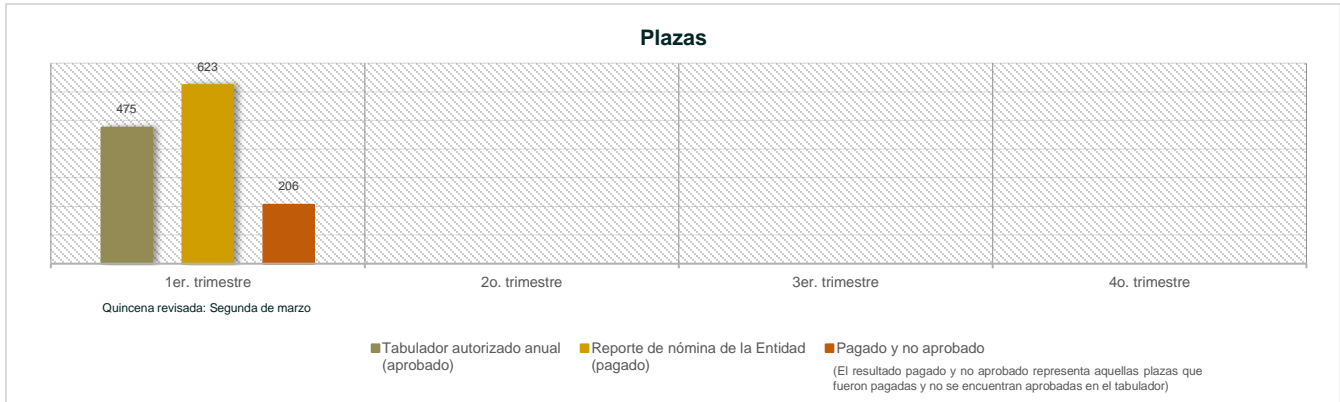 Plazas
623
475
206
1er. trimestre
2o. trimestre
3er. trimestre
4o. trimestre
Quincena revisada: Segunda de marzo
Tabulador autorizado anual
(aprobado)
Reporte de nómina de la Entidad
(pagado)
Pagado y no aprobado
(El resultado pagado y no aprobado representa aquellas plazas que
fueron pagadas y no se encuentran aprobadas en el tabulador)